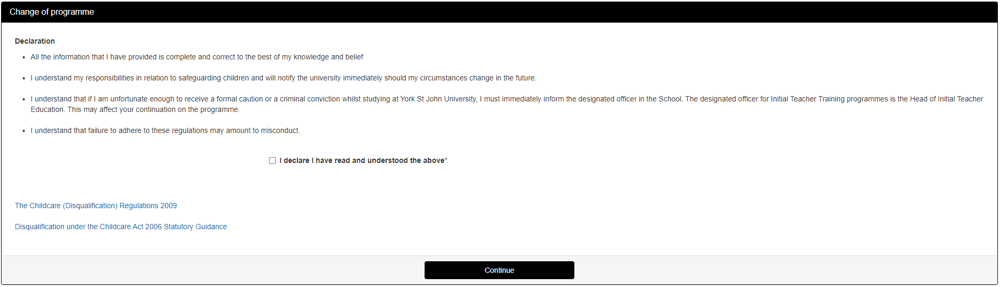 Change of programme
Declaration
• All the information that I have provided is complete and correct to the best of my knowledge and belief
• I understand my responsibilities in relation to safeguarding children and will notify the university immediately should my circumstances change in the future.
• I understand that if I am unfortunate enough to receive a formal caution or a criminal conviction whilst studying at York St John University, I must immediately inform the designated officer in the School. The designated officer for Initial Teacher Training programmes is the Head of Initial Teacher
Education. This may affect your continuation on the programme.
• I understand that failure to adhere to these regulations may amount to misconduct.
I declare I have read and understood the above*
The Childcare (Disqualification) Regulations 2009
Disqualification under the Childcare Act 2006 Statutory Guidance
Continue